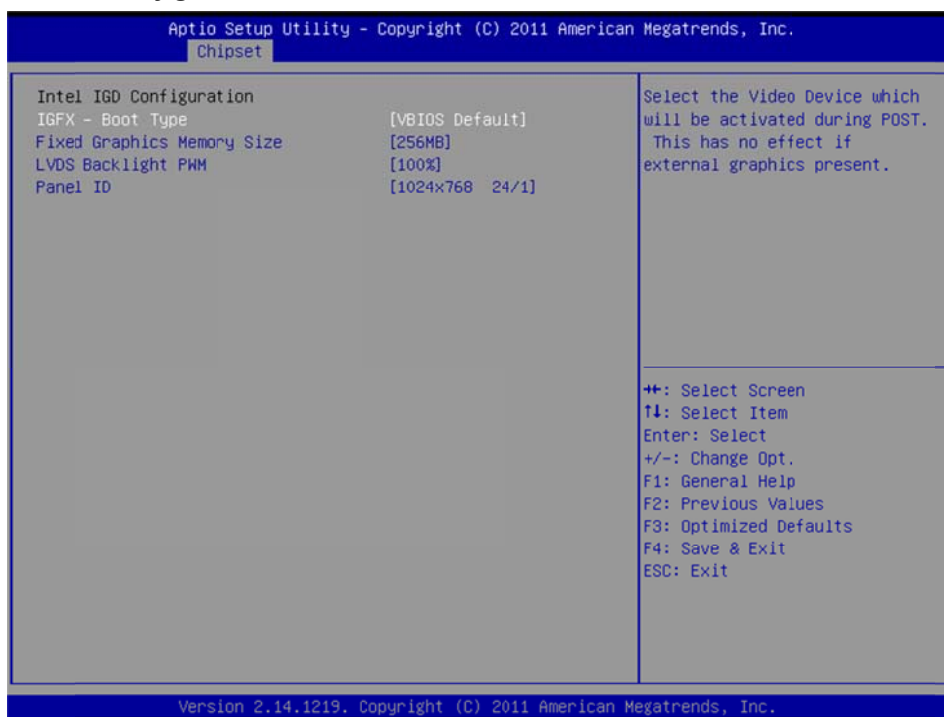 Aptio Setup Utility - Copyright (C) 2011 American Megatrends, Inc.
Chipset
Intel IGD Configuration
IGFX - Boot Type [VBIOS Default]
Fixed Graphics Memory Size [256MB]
LVDS Backlight PWM [100%]
Panel ID [1024x768 24/1]
Select the Video Device which
will be activated during POST.
This has no effect if
external graphics present.
→←: Select Screen
↑↓: Select Item
Enter: Select
+/-: Change Opt.
F1: General Help
F2: Previous Values
F3: Optimized Defaults
F4: Save & Exit
ESC: Exit
Version 2.14.1219. Copyright (C) 2011 American Megatrends, Inc.